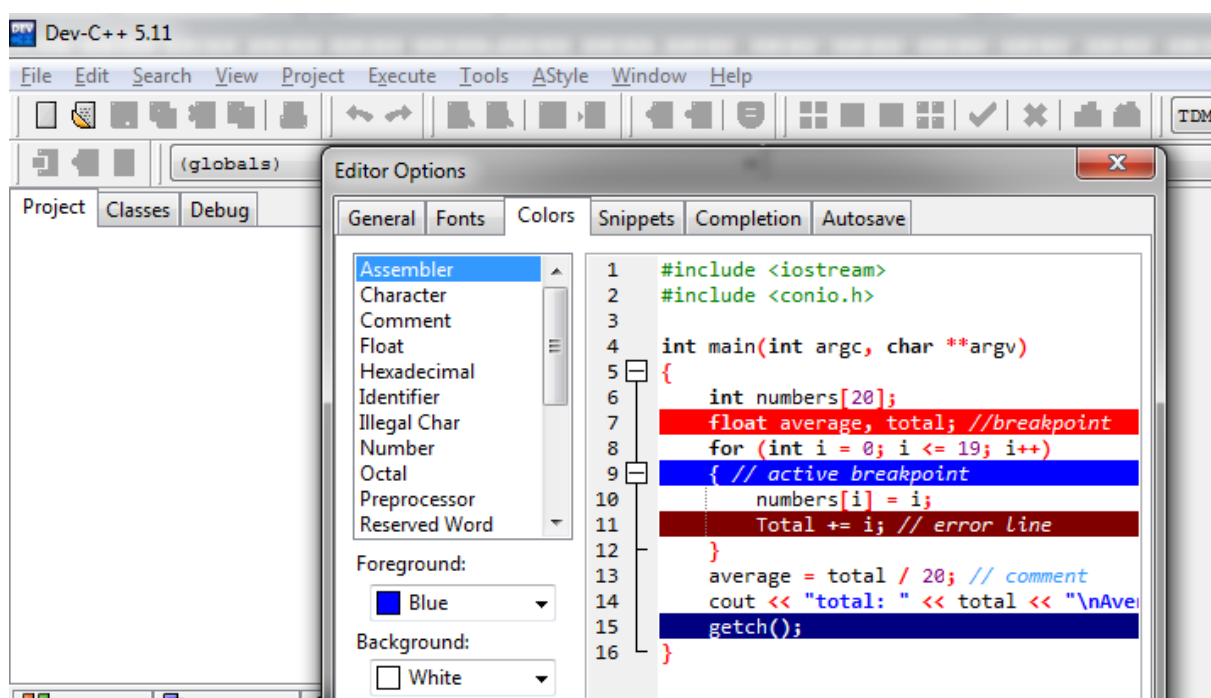 Dev-C++ 5.11
File Edit Search View Project Execute Tools AStyle Window Help
TDM
(globals)
Project Classes Debug
Editor Options
General Fonts Colors Snippets Completion Autosave
Assembler
Character
Comment
Float
Hexadecimal
Identifier
Illegal Char
Number
Octal
Preprocessor
Reserved Word
Foreground:
Blue
Background:
White
1 #include <iostream>
2 #include <conio.h>
3
4 int main(int argc, char **argv)
5 {
6 int numbers[20];
7 float average, total; //breakpoint
8 for (int i = 0; i <= 19; i++)
9 { // active breakpoint
10 numbers[i] = i;
11 Total += i; // error line
12 }
13 average = total / 20; // comment
14 cout << "total: " << total << "\nAver
15 getch();
16 }